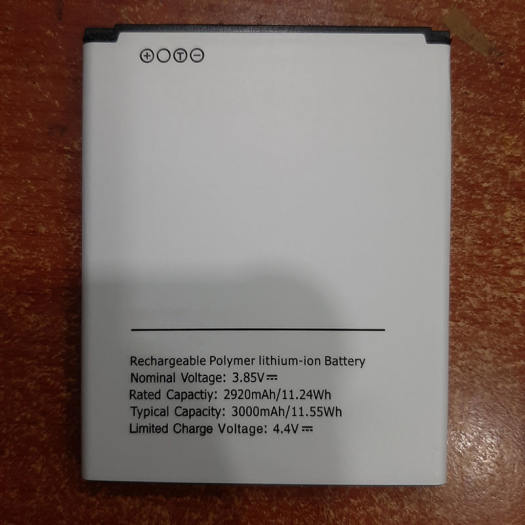 + T −
Rechargeable Polymer lithium-ion Battery
Nominal Voltage: 3.85V⎓
Rated Capactiy: 2920mAh/11.24Wh
Typical Capacity: 3000mAh/11.55Wh
Limited Charge Voltage: 4.4V⎓